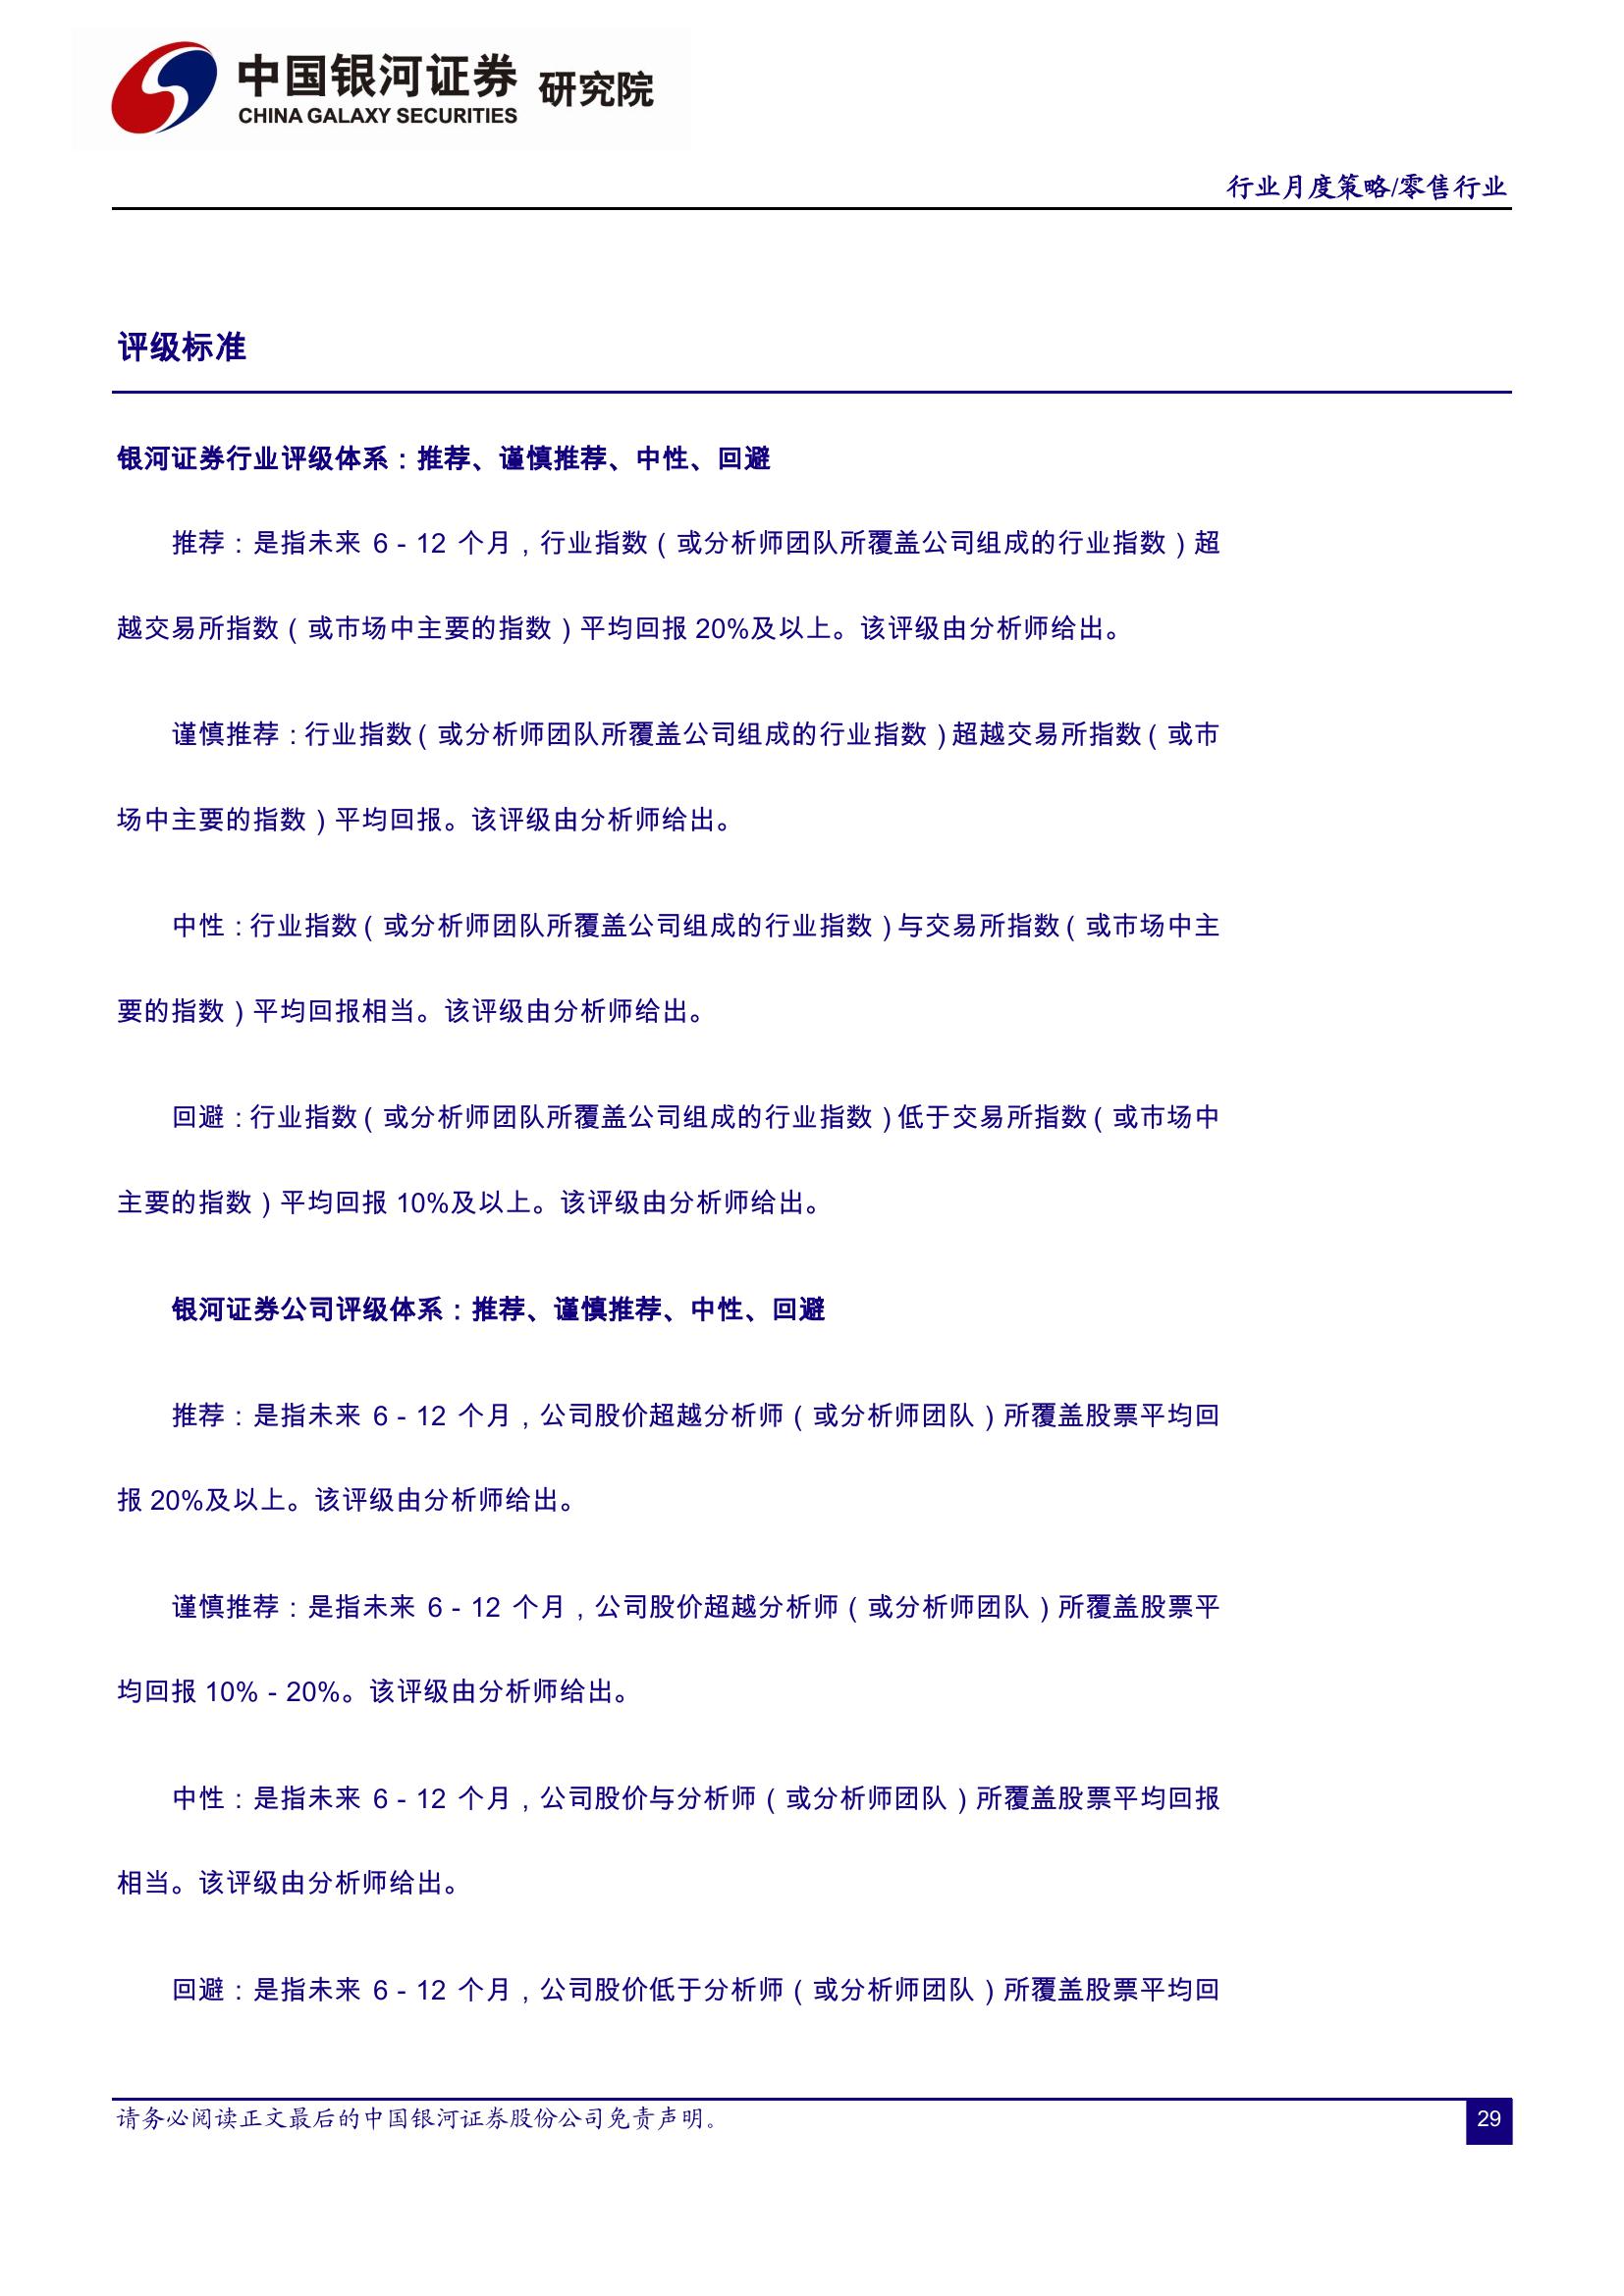 中国银河证券 研究院
CHINA GALAXY SECURITIES
行业月度策略/零售行业
评级标准
银河证券行业评级体系：推荐、谨慎推荐、中性、回避
推荐：是指未来 6－12 个月，行业指数（或分析师团队所覆盖公司组成的行业指数）超
越交易所指数（或市场中主要的指数）平均回报 20%及以上。该评级由分析师给出。
谨慎推荐：行业指数（或分析师团队所覆盖公司组成的行业指数）超越交易所指数（或市
场中主要的指数）平均回报。该评级由分析师给出。
中性：行业指数（或分析师团队所覆盖公司组成的行业指数）与交易所指数（或市场中主
要的指数）平均回报相当。该评级由分析师给出。
回避：行业指数（或分析师团队所覆盖公司组成的行业指数）低于交易所指数（或市场中
主要的指数）平均回报 10%及以上。该评级由分析师给出。
银河证券公司评级体系：推荐、谨慎推荐、中性、回避
推荐：是指未来 6－12 个月，公司股价超越分析师（或分析师团队）所覆盖股票平均回
报 20%及以上。该评级由分析师给出。
谨慎推荐：是指未来 6－12 个月，公司股价超越分析师（或分析师团队）所覆盖股票平
均回报 10%－20%。该评级由分析师给出。
中性：是指未来 6－12 个月，公司股价与分析师（或分析师团队）所覆盖股票平均回报
相当。该评级由分析师给出。
回避：是指未来 6－12 个月，公司股价低于分析师（或分析师团队）所覆盖股票平均回
请务必阅读正文最后的中国银河证券股份公司免责声明。
29